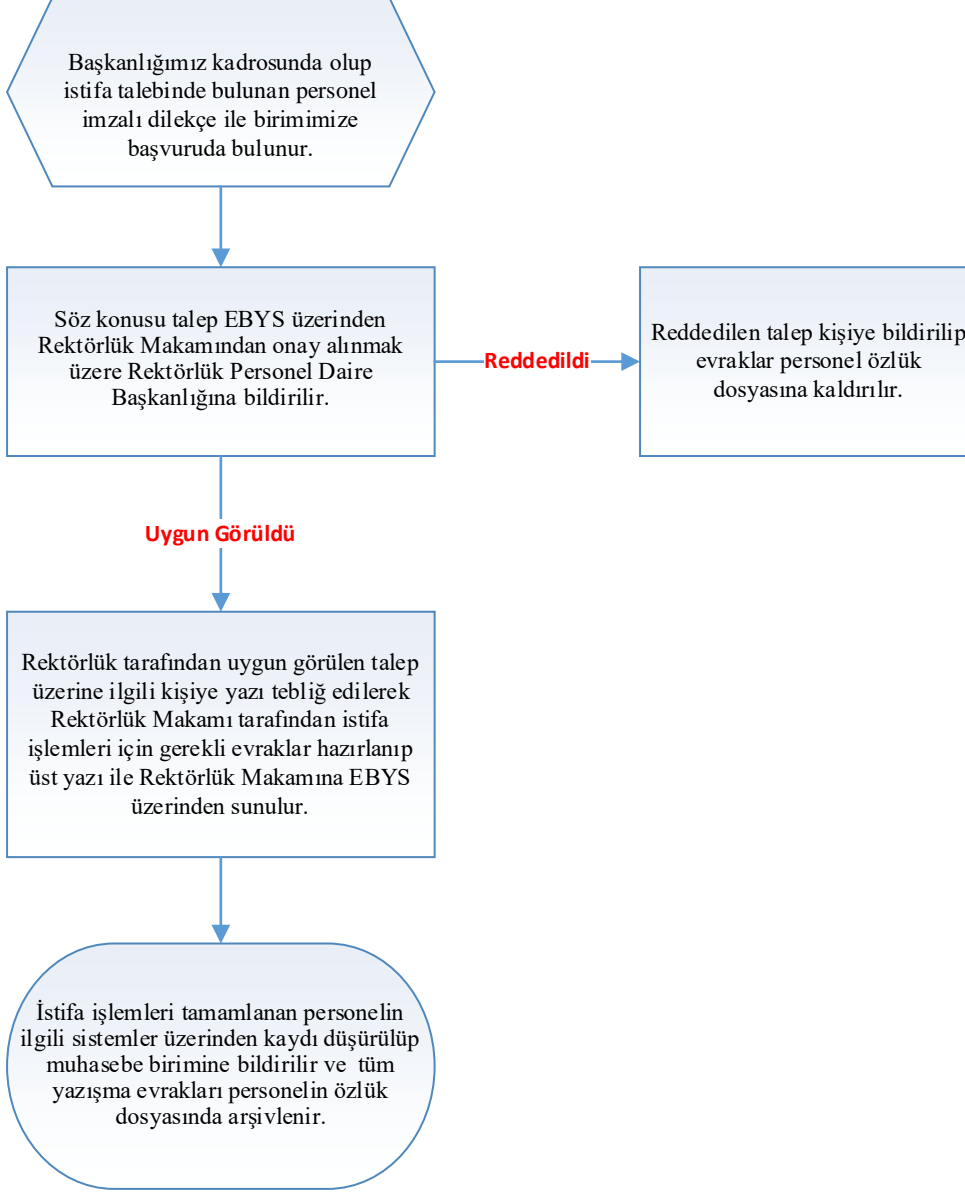 Başkanlığımız kadrosunda olup
istifa talebinde bulunan personel
imzalı dilekçe ile birimimize
başvuruda bulunur.
Söz konusu talep EBYS üzerinden
Rektörlük Makamından onay alınmak
üzere Rektörlük Personel Daire
Başkanlığına bildirilir.
Reddedildi
Reddedilen talep kişiye bildirilip
evraklar personel özlük
dosyasına kaldırılır.
Uygun Görüldü
Rektörlük tarafından uygun görülen talep
üzerine ilgili kişiye yazı tebliğ edilerek
Rektörlük Makamı tarafından istifa
işlemleri için gerekli evraklar hazırlanıp
üst yazı ile Rektörlük Makamına EBYS
üzerinden sunulur.
İstifa işlemleri tamamlanan personelin
ilgili sistemler üzerinden kaydı düşürülüp
muhasebe birimine bildirilir ve  tüm
yazışma evrakları personelin özlük
dosyasında arşivlenir.